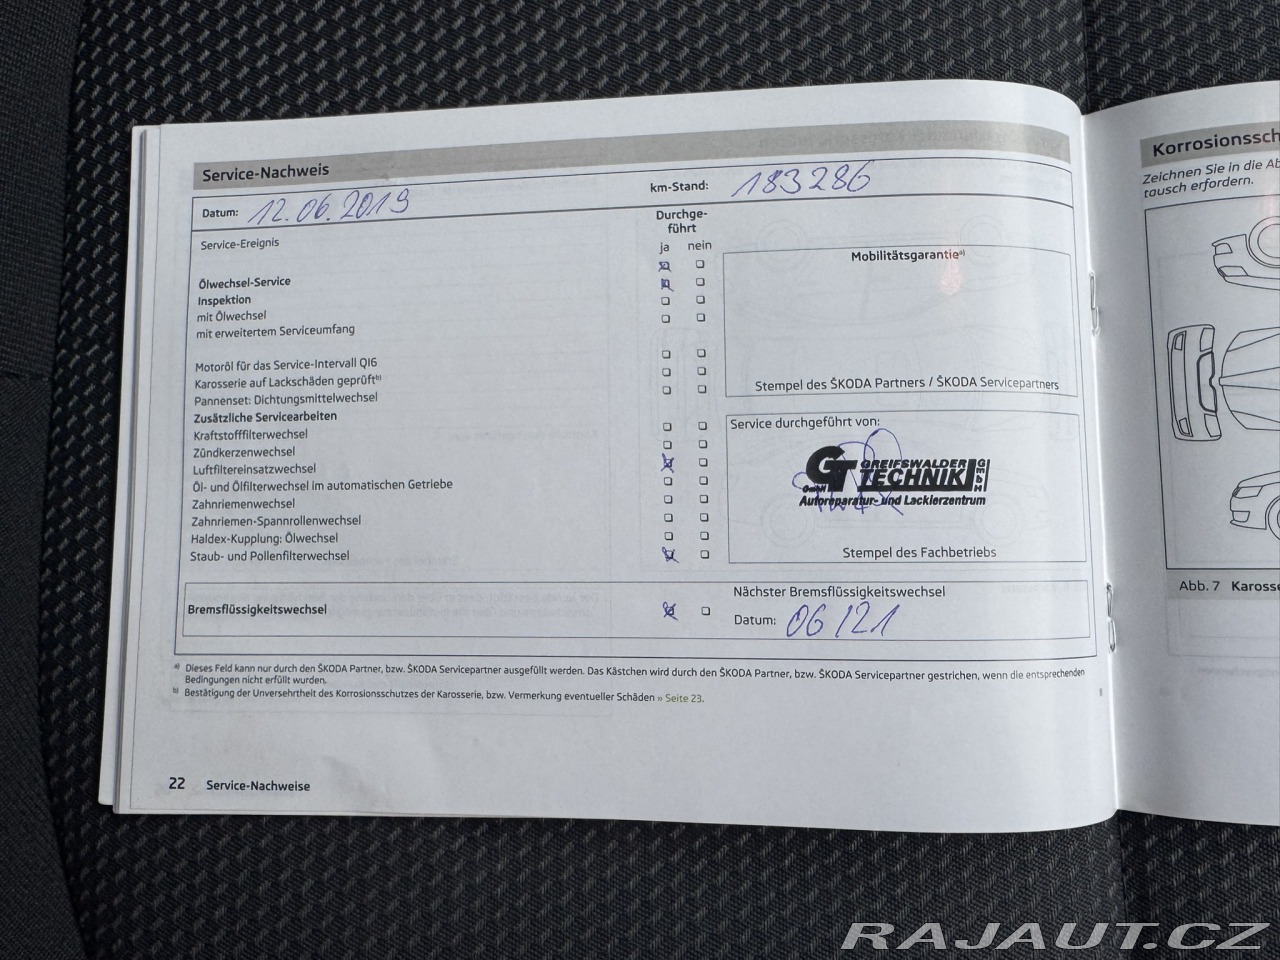 Service-Nachweis
Datum: 12.06.2019
km-Stand: 183286
Service-Ereignis
Durchge-
führt
ja nein
Ölwechsel-Service
Inspektion
mit Ölwechsel
mit erweitertem Serviceumfang
Motoröl für das Service-Intervall QI6
Karosserie auf Lackschäden geprüft b)
Pannenset: Dichtungsmittelwechsel
Zusätzliche Servicearbeiten
Kraftstofffilterwechsel
Zündkerzenwechsel
Luftfiltereinsatzwechsel
Öl- und Ölfilterwechsel im automatischen Getriebe
Zahnriemenwechsel
Zahnriemen-Spannrollenwechsel
Haldex-Kupplung: Ölwechsel
Staub- und Pollenfilterwechsel
Mobilitätsgarantie a)
Stempel des ŠKODA Partners / ŠKODA Servicepartners
Service durchgeführt von:
GT GREIFSWALDER
TECHNIK GmbH
Autoreparatur- und Lackierzentrum
Stempel des Fachbetriebs
Bremsflüssigkeitswechsel
Nächster Bremsflüssigkeitswechsel
Datum: 06/21
a) Dieses Feld kann nur durch den ŠKODA Partner, bzw. ŠKODA Servicepartner ausgefüllt werden. Das Kästchen wird durch den ŠKODA Partner, bzw. ŠKODA Servicepartner gestrichen, wenn die entsprechenden
Bedingungen nicht erfüllt wurden.
b) Bestätigung der Unversehrtheit des Korrosionsschutzes der Karosserie, bzw. Vermerkung eventueller Schäden » Seite 23.
22 Service-Nachweise
Korrosionssch
Zeichnen Sie in die Ab
tausch erfordern.
Abb. 7 Karosse
RAJAUT.CZ